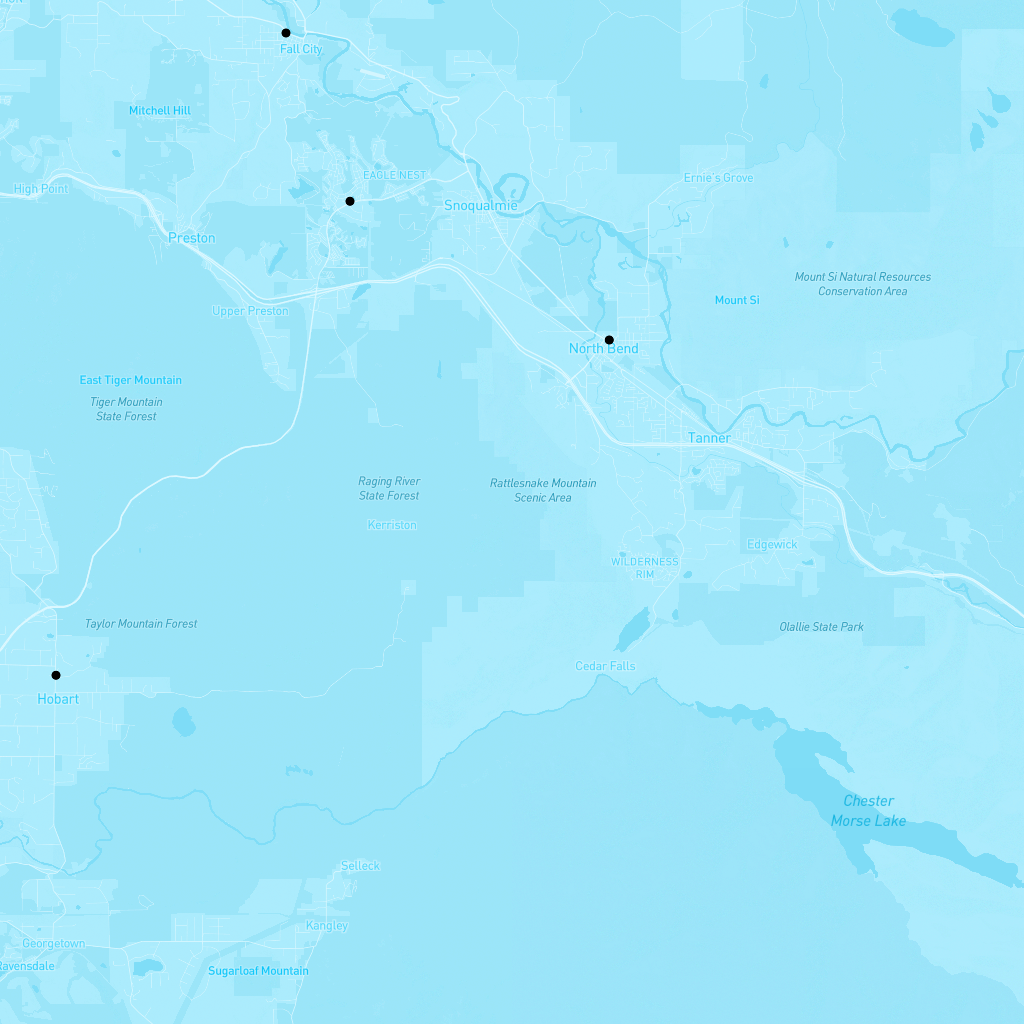 Fall City
Mitchell Hill
EAGLE NEST
Ernie's Grove
High Point
Snoqualmie
Preston
Mount Si Natural Resources
Conservation Area
Mount Si
Upper Preston
North Bend
East Tiger Mountain
Tiger Mountain
State Forest
Tanner
Raging River
State Forest
Rattlesnake Mountain
Scenic Area
Kerriston
Edgewick
WILDERNESS
RIM
Taylor Mountain Forest
Olallie State Park
Cedar Falls
Hobart
Chester
Morse Lake
Selleck
Kangley
Georgetown
Ravensdale
Sugarloaf Mountain